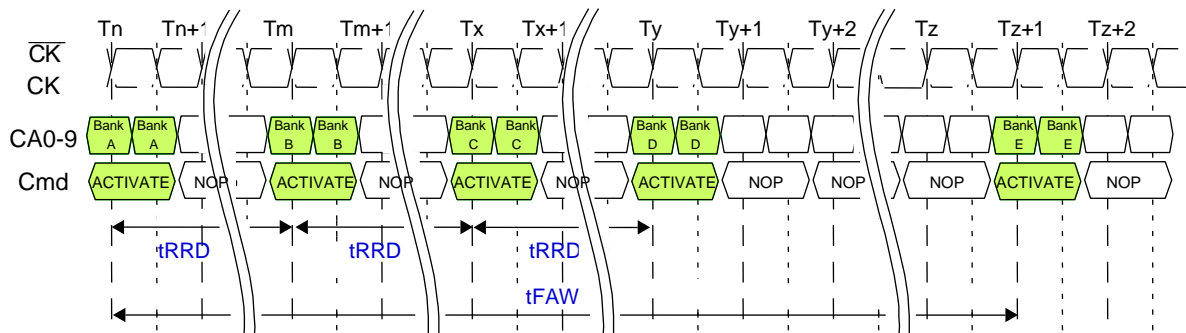 Tn Tn+1 Tm Tm+1 Tx Tx+1 Ty Ty+1 Ty+2 Tz Tz+1 Tz+2
CK
CK
CA0-9 Bank A Bank A Bank B Bank B Bank C Bank C Bank D Bank D Bank E Bank E
Cmd ACTIVATE NOP ACTIVATE NOP ACTIVATE NOP ACTIVATE NOP NOP NOP ACTIVATE NOP
tRRD tRRD tRRD
tFAW